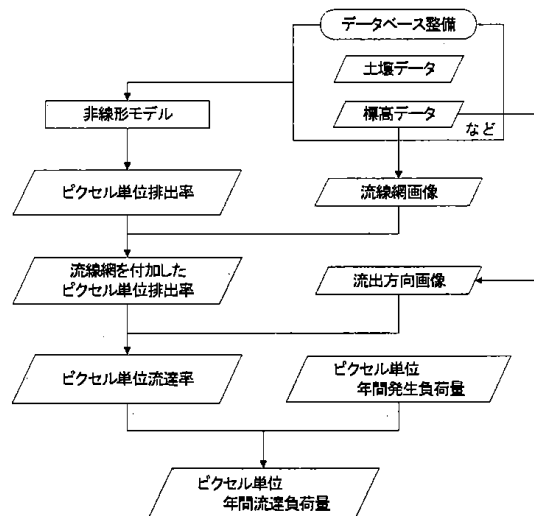 データベース整備
土壌データ
標高データ
など
非線形モデル
ピクセル単位排出率
流線網画像
流線網を付加した
ピクセル単位排出率
流出方向画像
ピクセル単位流達率
ピクセル単位
年間発生負荷量
ピクセル単位
年間流達負荷量